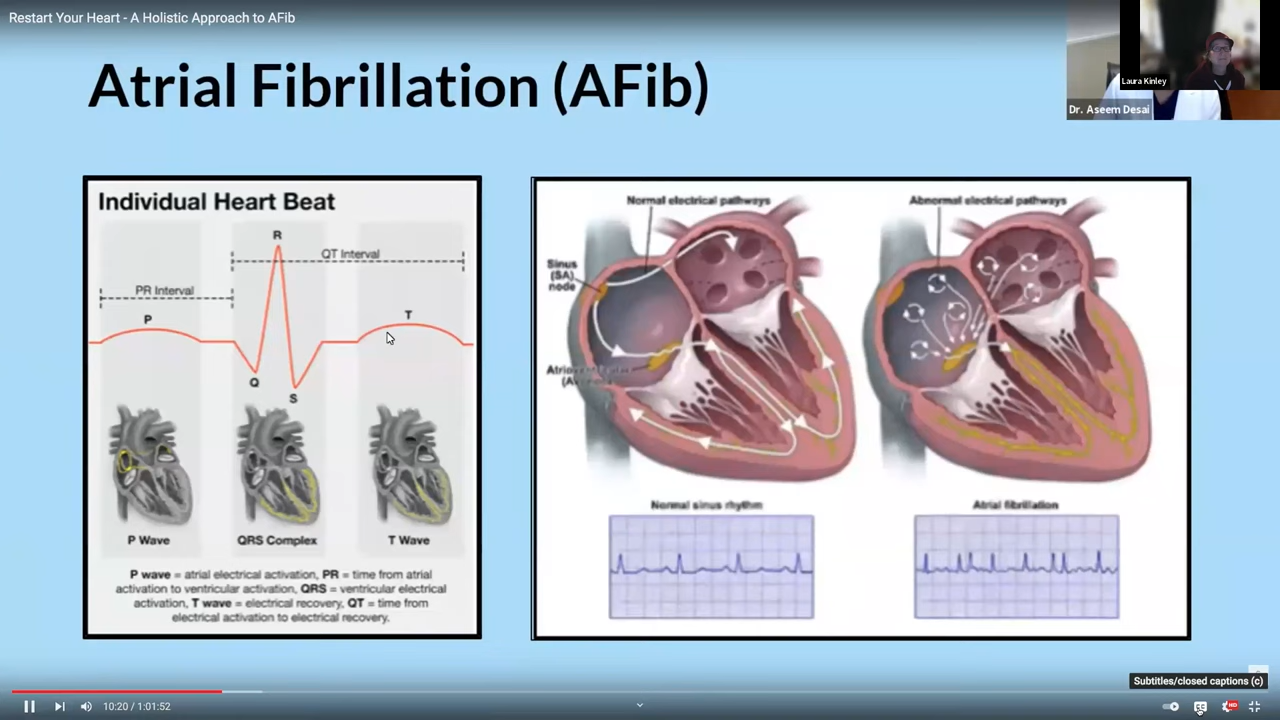 Restart Your Heart - A Holistic Approach to AFib
Laura Kinley
Dr. Aseem Desai
Atrial Fibrillation (AFib)
Individual Heart Beat
R
QT Interval
PR Interval
P
T
Q
S
P Wave
QRS Complex
T Wave
P wave = atrial electrical activation, PR = time from atrial
activation to ventricular activation, QRS = ventricular electrical
activation, T wave = electrical recovery, QT = time from
electrical activation to electrical recovery.
Normal electrical pathways
Sinus
(SA)
node
Abnormal electrical pathways
Normal sinus rhythm
Atrial fibrillation
Subtitles/closed captions (c)
10:20 / 1:01:52
CC
HD